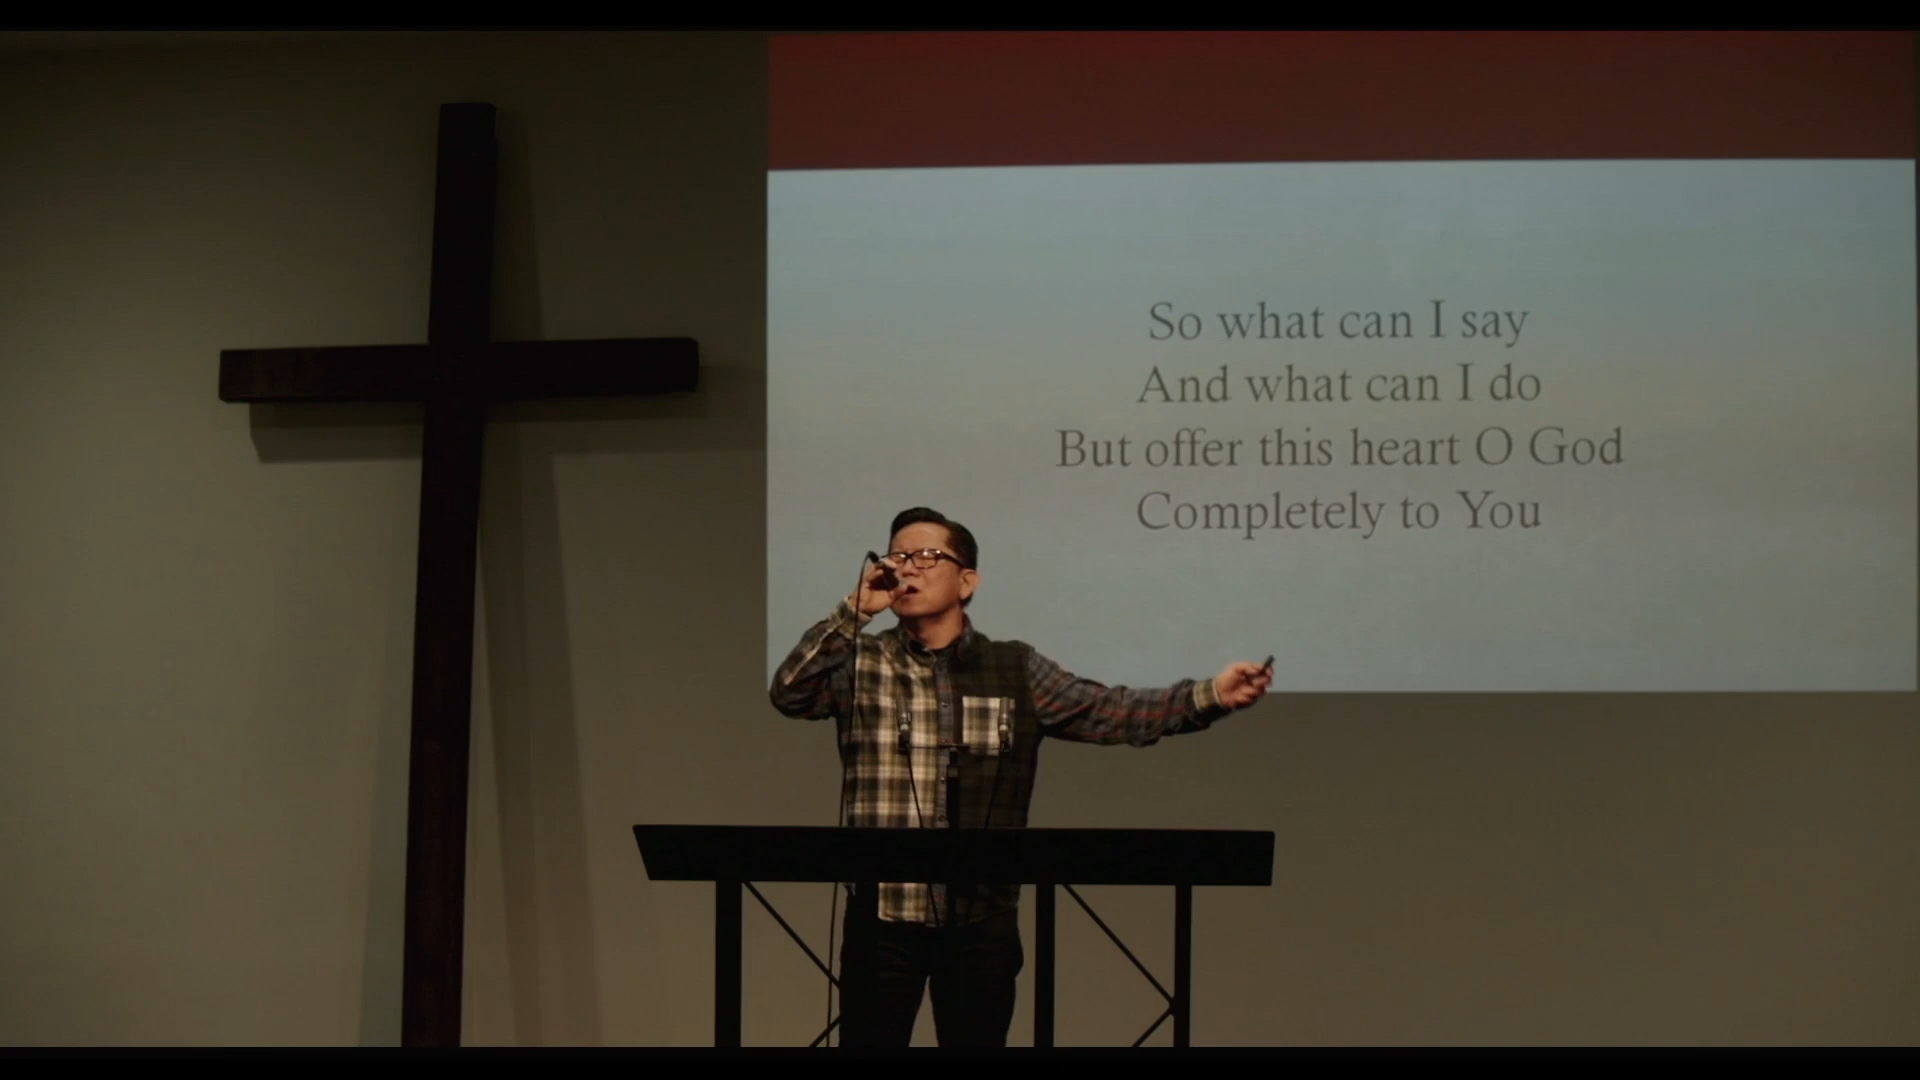 So what can I say
And what can I do
But offer this heart O God
Completely to You